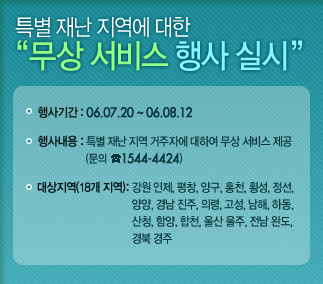 특별 재난 지역에 대한
“무상 서비스 행사 실시”
행사기간 : 06.07.20 ~ 06.08.12
행사내용 : 특별 재난 지역 거주자에 대하여 무상 서비스 제공
(문의 ☎1544-4424)
대상지역(18개 지역): 강원 인제, 평창, 양구, 홍천, 횡성, 정선,
양양, 경남 진주, 의령, 고성, 남해, 하동,
산청, 함양, 합천, 울산 울주, 전남 완도,
경북 경주